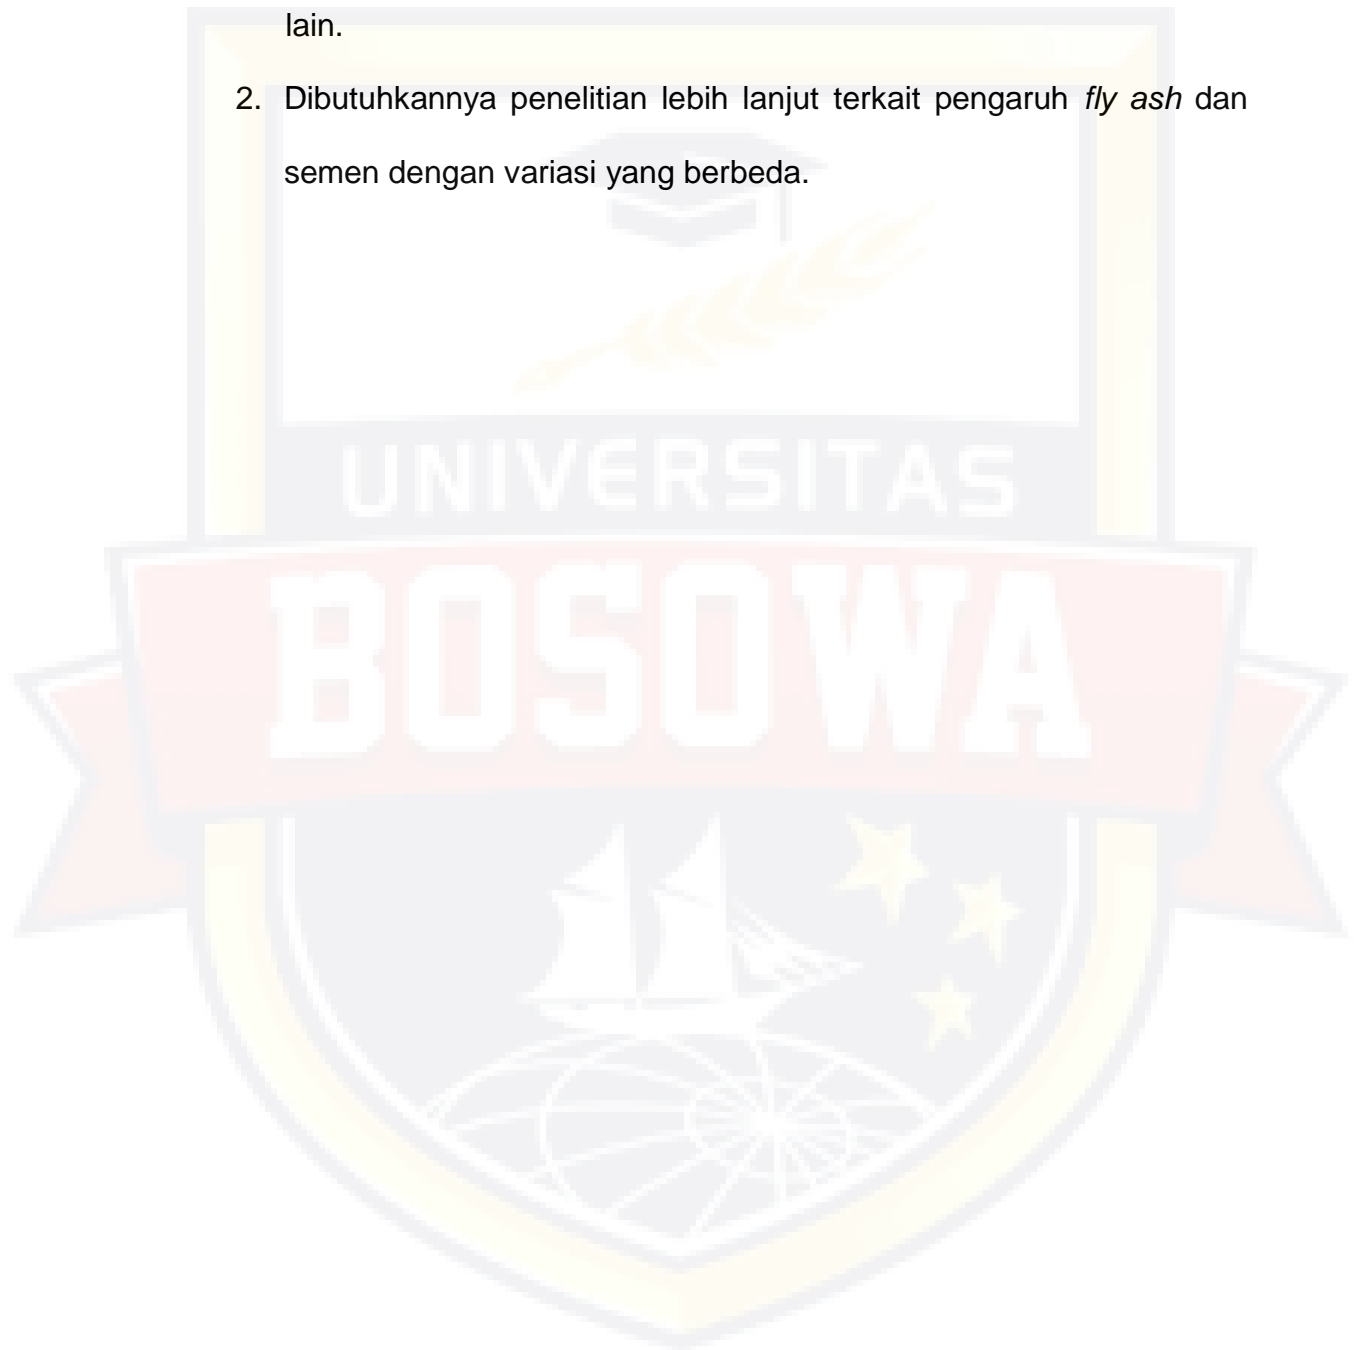 lain.
2. Dibutuhkannya penelitian lebih lanjut terkait pengaruh fly ash dan
semen dengan variasi yang berbeda.
UNIVERSITAS
BOSOWA